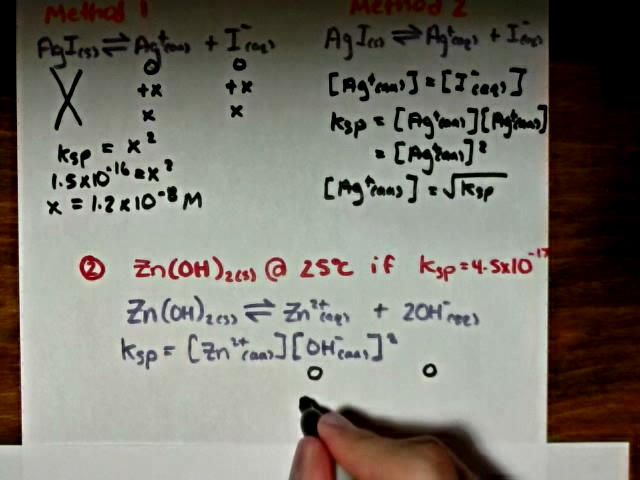 Method 1
AgI(s) ⇌ Ag⁺(aq) + I⁻(aq)
0 0
+x +x
x x
Ksp = x²
1.5x10⁻¹⁶ = x²
x = 1.2x10⁻⁸ M
Method 2
AgI(s) ⇌ Ag⁺(aq) + I⁻(aq)
[Ag⁺(aq)] = [I⁻(aq)]
Ksp = [Ag⁺(aq)][Ag⁺(aq)]
= [Ag⁺(aq)]²
[Ag⁺(aq)] = √Ksp
② Zn(OH)₂(s) @ 25°C if Ksp = 4.5x10⁻¹⁷
Zn(OH)₂(s) ⇌ Zn²⁺(aq) + 2OH⁻(aq)
Ksp = [Zn²⁺(aq)][OH⁻(aq)]²
0 0